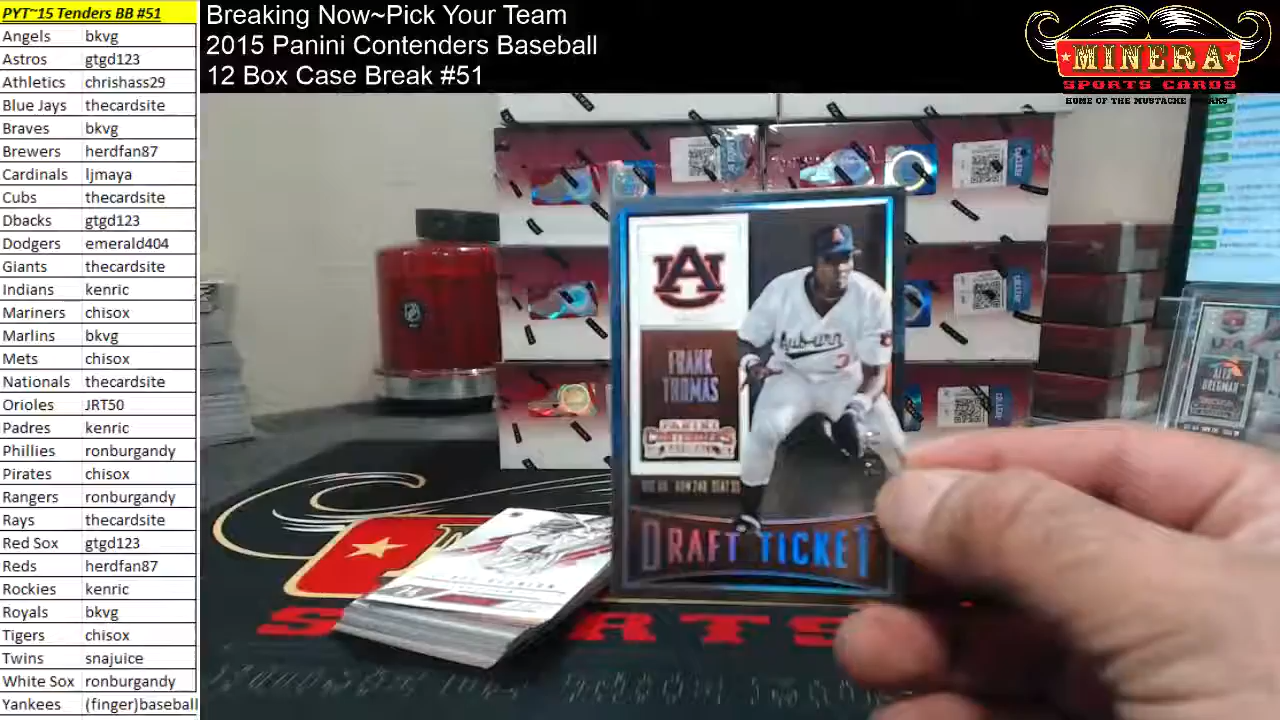 PYT~15 Tenders BB #51
Angels bkvg
Astros gtgd123
Athletics chrishass29
Blue Jays thecardsite
Braves bkvg
Brewers herdfan87
Cardinals ljmaya
Cubs thecardsite
Dbacks gtgd123
Dodgers emerald404
Giants thecardsite
Indians kenric
Mariners chisox
Marlins bkvg
Mets chisox
Nationals thecardsite
Orioles JRT50
Padres kenric
Phillies ronburgandy
Pirates chisox
Rangers ronburgandy
Rays thecardsite
Red Sox gtgd123
Reds herdfan87
Rockies kenric
Royals bkvg
Tigers chisox
Twins snajuice
White Sox ronburgandy
Yankees (finger)baseball
Breaking Now~Pick Your Team
2015 Panini Contenders Baseball
12 Box Case Break #51
MINERA
SPORTS CARDS
HOME OF THE MUSTACHE
AU
FRANK
THOMAS
PANINI
CONTENDERS
Auburn
DRAFT TICKET
USA
ALEX
BREGMAN